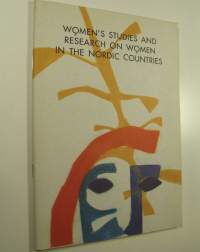 WOMEN'S STUDIES AND
RESEARCH ON WOMEN
IN THE NORDIC COUNTRIES